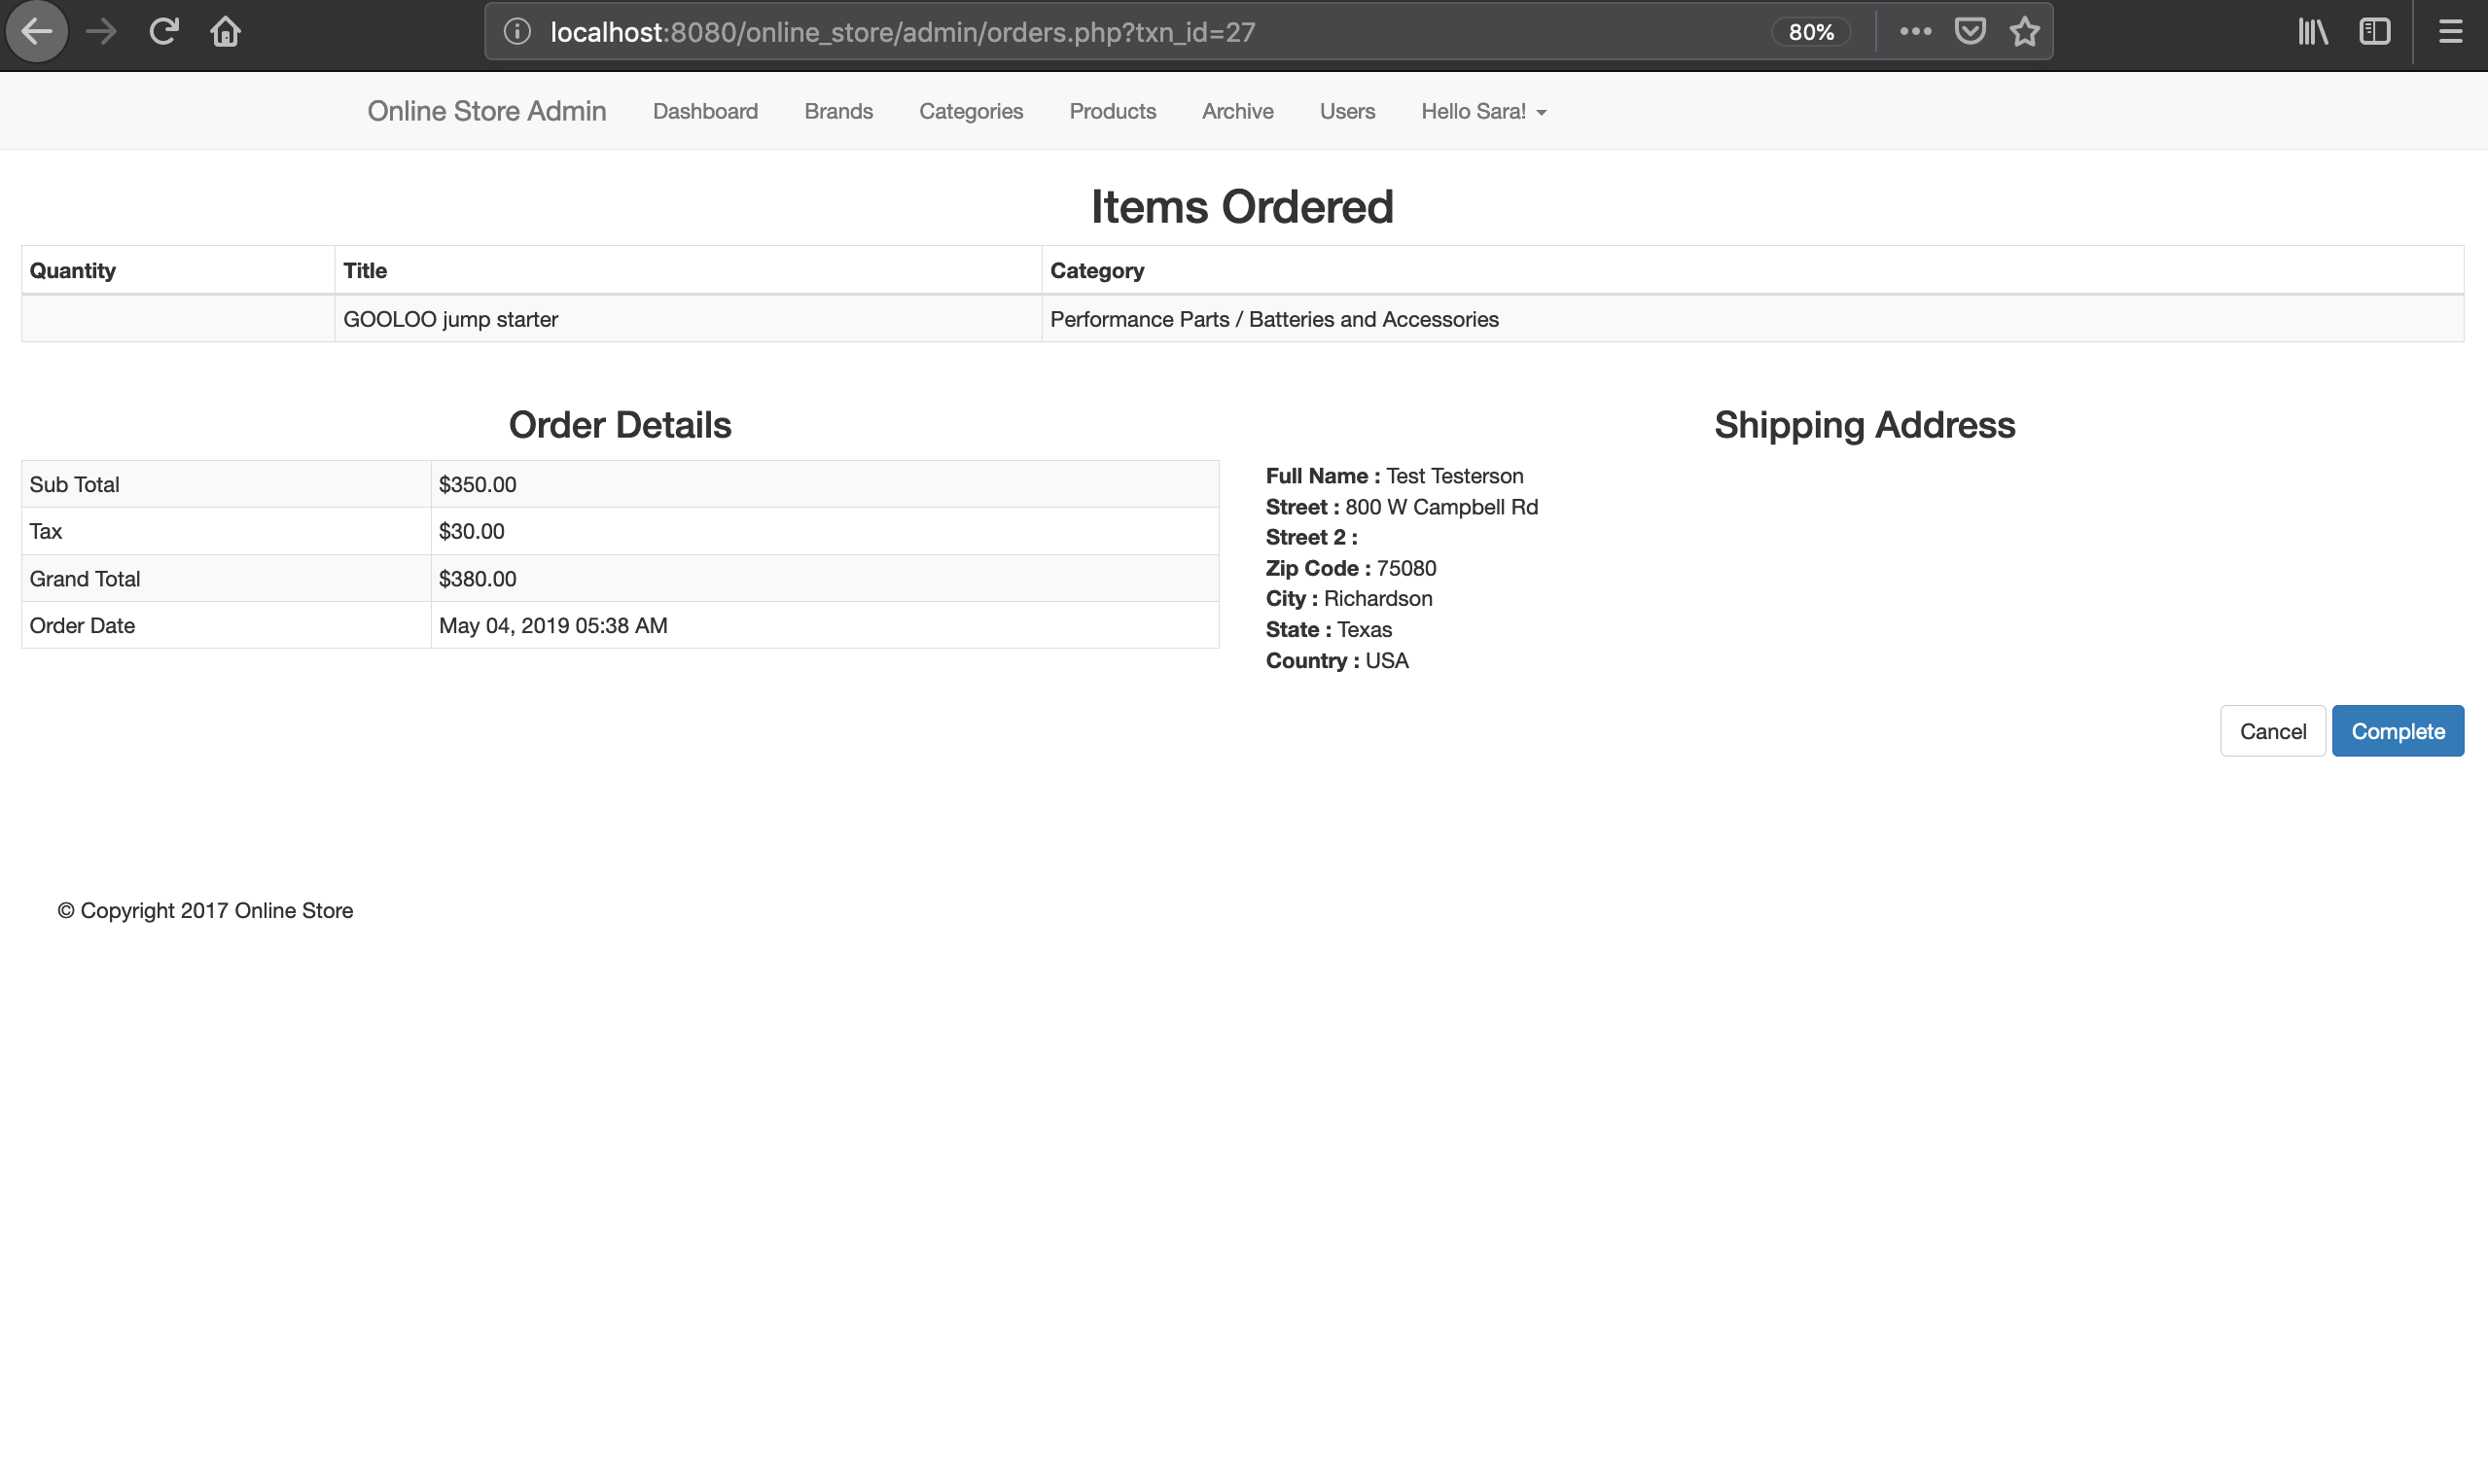 localhost:8080/online_store/admin/orders.php?txn_id=27 80%
Online Store Admin Dashboard Brands Categories Products Archive Users Hello Sara!
Items Ordered
Quantity Title Category
GOOLOO jump starter Performance Parts / Batteries and Accessories
Order Details
Sub Total $350.00
Tax $30.00
Grand Total $380.00
Order Date May 04, 2019 05:38 AM
Shipping Address
Full Name : Test Testerson
Street : 800 W Campbell Rd
Street 2 :
Zip Code : 75080
City : Richardson
State : Texas
Country : USA
Cancel Complete
© Copyright 2017 Online Store